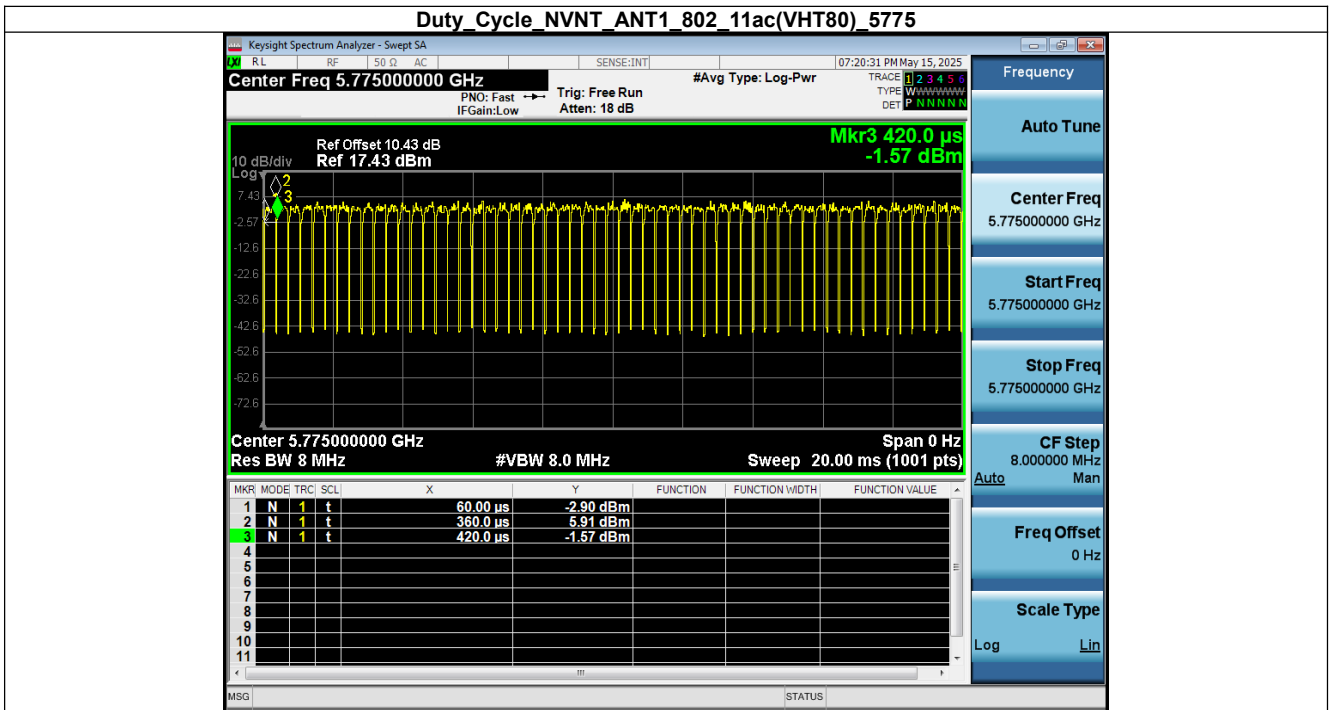 Duty_Cycle_NVNT_ANT1_802_11ac(VHT80)_5775
Keysight Spectrum Analyzer - Swept SA
LXI RL RF 50 Ω AC SENSE:INT 07:20:31 PM May 15, 2025
Center Freq 5.775000000 GHz #Avg Type: Log-Pwr TRACE 1 2 3 4 5 6
PNO: Fast Trig: Free Run TYPE WWWWWW
IFGain:Low Atten: 18 dB DET P N N N N N
Mkr3 420.0 µs
-1.57 dBm
Ref Offset 10.43 dB
10 dB/div Ref 17.43 dBm
Log
2
7.43 3
-2.57
-12.6
-22.6
-32.6
-42.6
-52.6
-62.6
-72.6
Center 5.775000000 GHz Span 0 Hz
Res BW 8 MHz #VBW 8.0 MHz Sweep 20.00 ms (1001 pts)
MKR MODE TRC SCL X Y FUNCTION FUNCTION WIDTH FUNCTION VALUE
1 N 1 t 60.00 µs -2.90 dBm
2 N 1 t 360.0 µs 5.91 dBm
3 N 1 t 420.0 µs -1.57 dBm
4
5
6
7
8
9
10
11
MSG STATUS
Frequency
Auto Tune
Center Freq
5.775000000 GHz
Start Freq
5.775000000 GHz
Stop Freq
5.775000000 GHz
CF Step
8.000000 MHz
Auto Man
Freq Offset
0 Hz
Scale Type
Log Lin